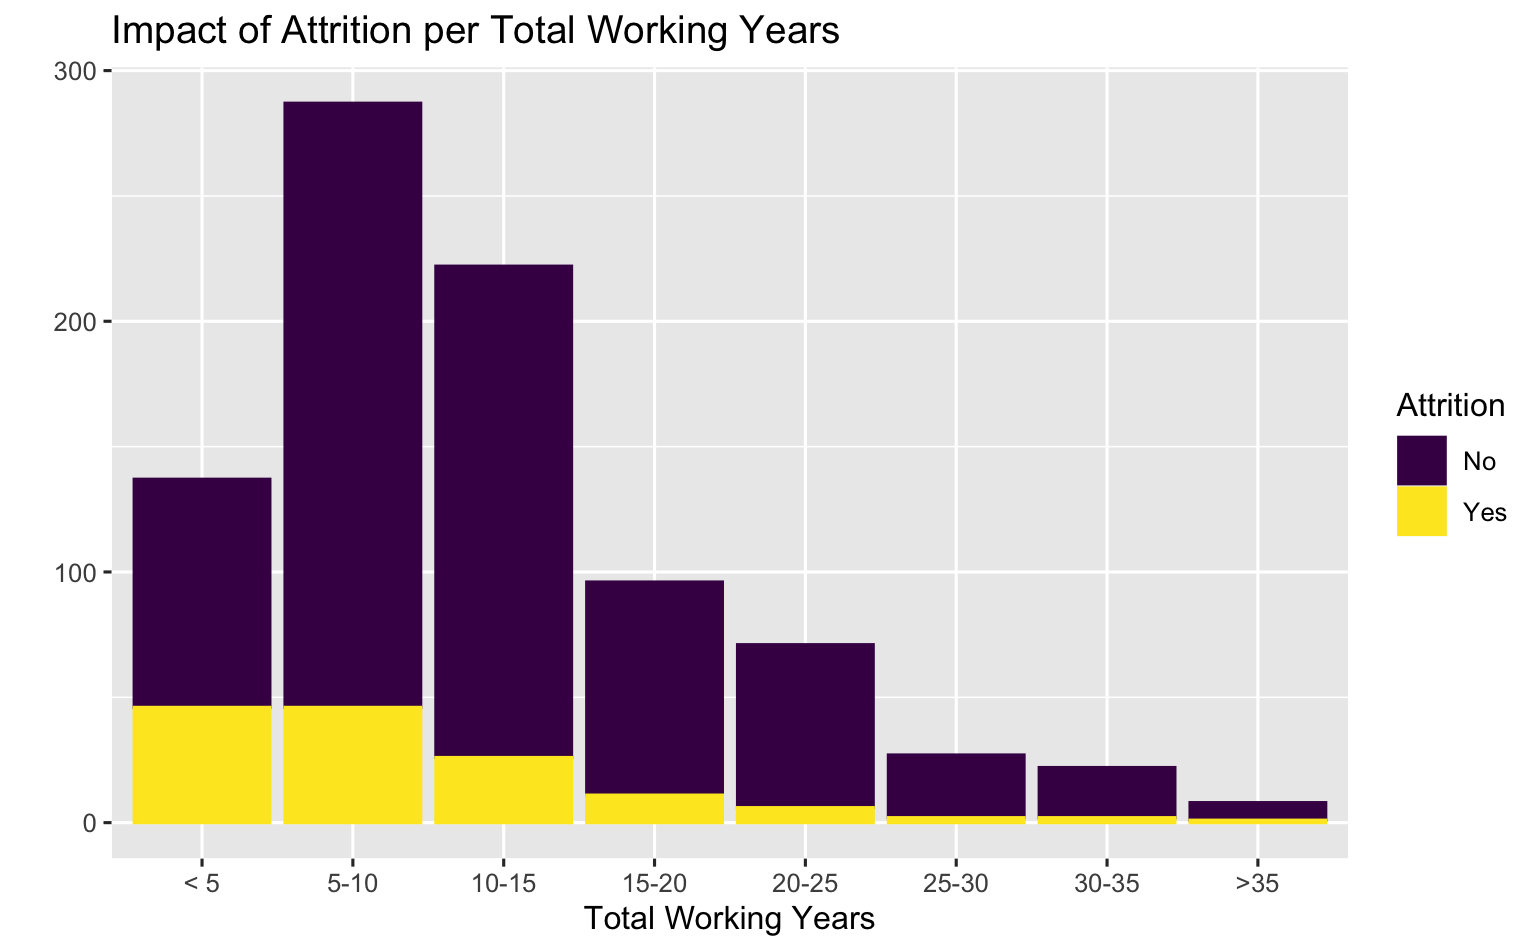 Impact of Attrition per Total Working Years
300
200
100
0
< 5
5-10
10-15
15-20
20-25
25-30
30-35
>35
Total Working Years
Attrition
No
Yes